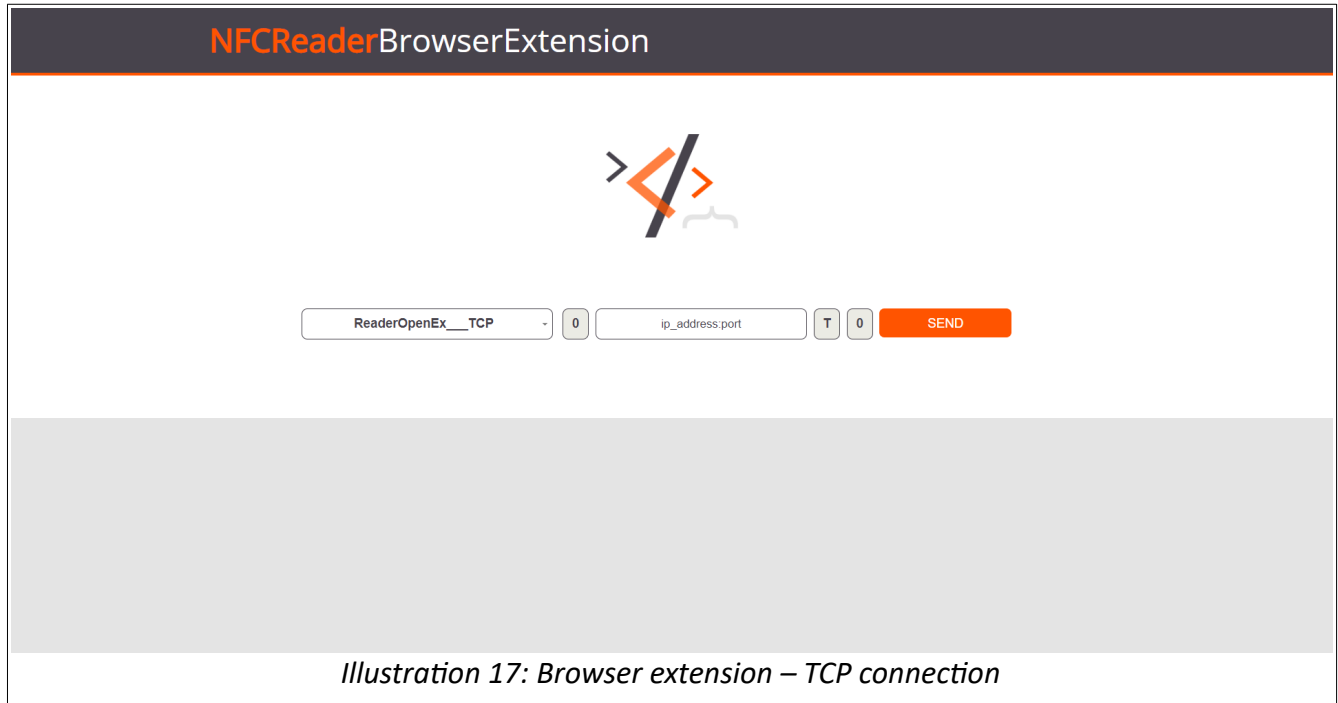 NFCReaderBrowserExtension
ReaderOpenEx___TCP 0 ip_address:port T 0 SEND
Illustration 17: Browser extension – TCP connection